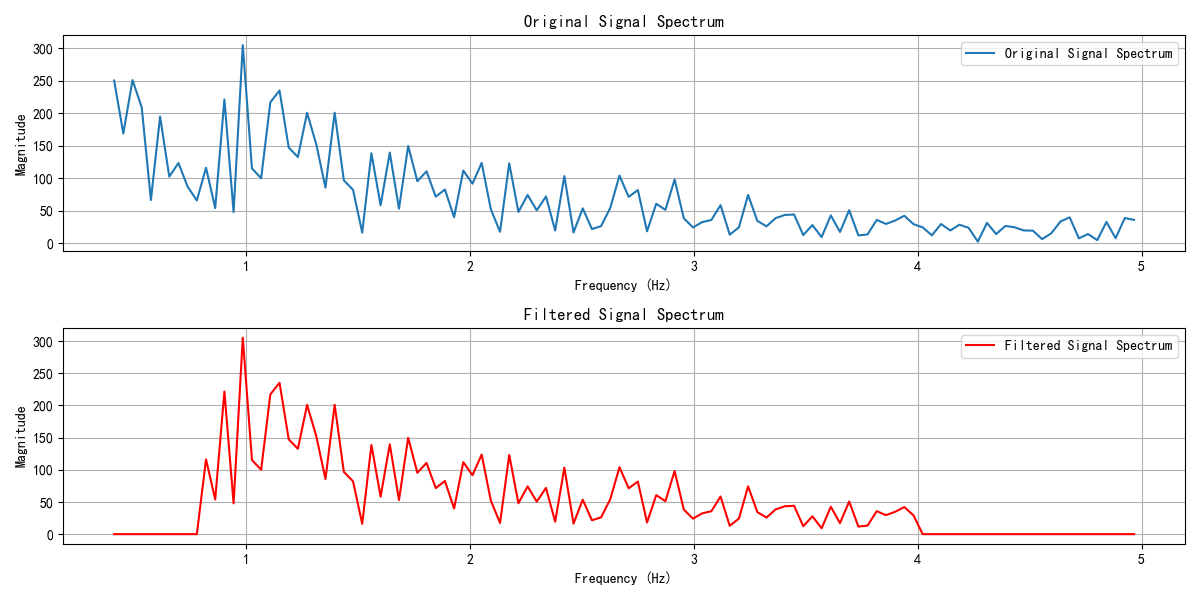 Original Signal Spectrum
Original Signal Spectrum
300
250
200
150
100
50
0
Magnitude
1 2 3 4 5
Frequency (Hz)
Filtered Signal Spectrum
Filtered Signal Spectrum
300
250
200
150
100
50
0
Magnitude
1 2 3 4 5
Frequency (Hz)